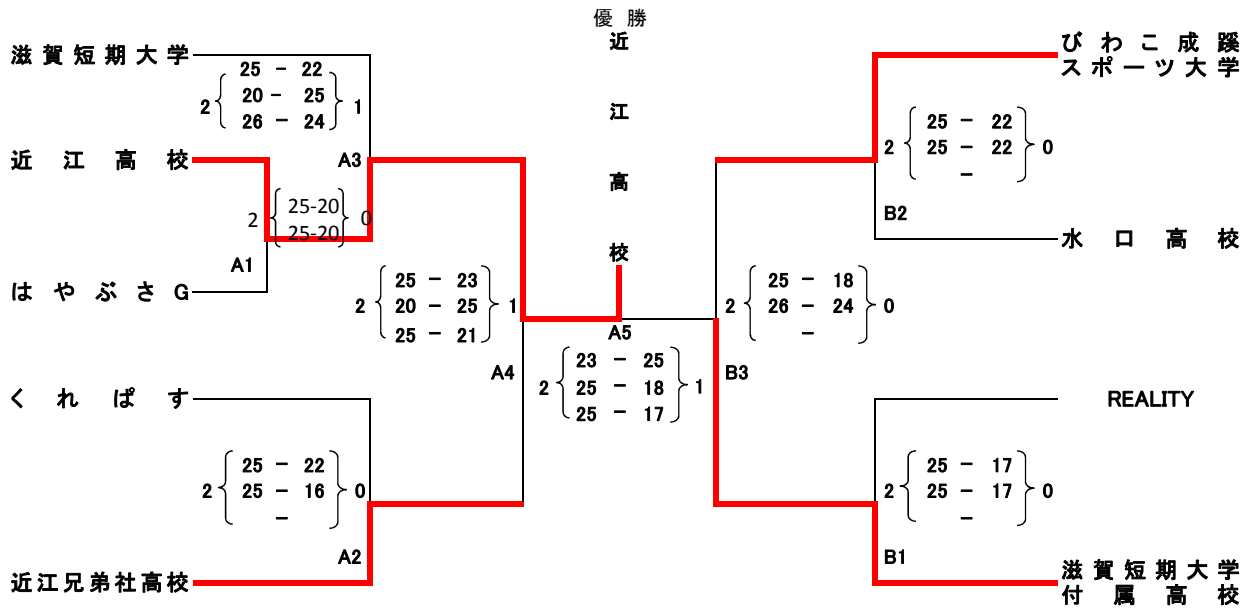 優 勝
近
江
高
校
滋賀短期大学
25 － 22
20 － 25
26 － 24
2
1
近江高校
A3
25-20
25-20
2
0
A1
はやぶさG
25 － 23
20 － 25
25 － 21
2
1
A4
くれぱす
25 － 22
25 － 16
－
2
0
A2
近江兄弟社高校
A5
23 － 25
25 － 18
25 － 17
2
1
びわこ成蹊
スポーツ大学
25 － 22
25 － 22
－
2
0
B2
水口高校
25 － 18
26 － 24
－
2
0
B3
REALITY
25 － 17
25 － 17
－
2
0
B1
滋賀短期大学
付属高校